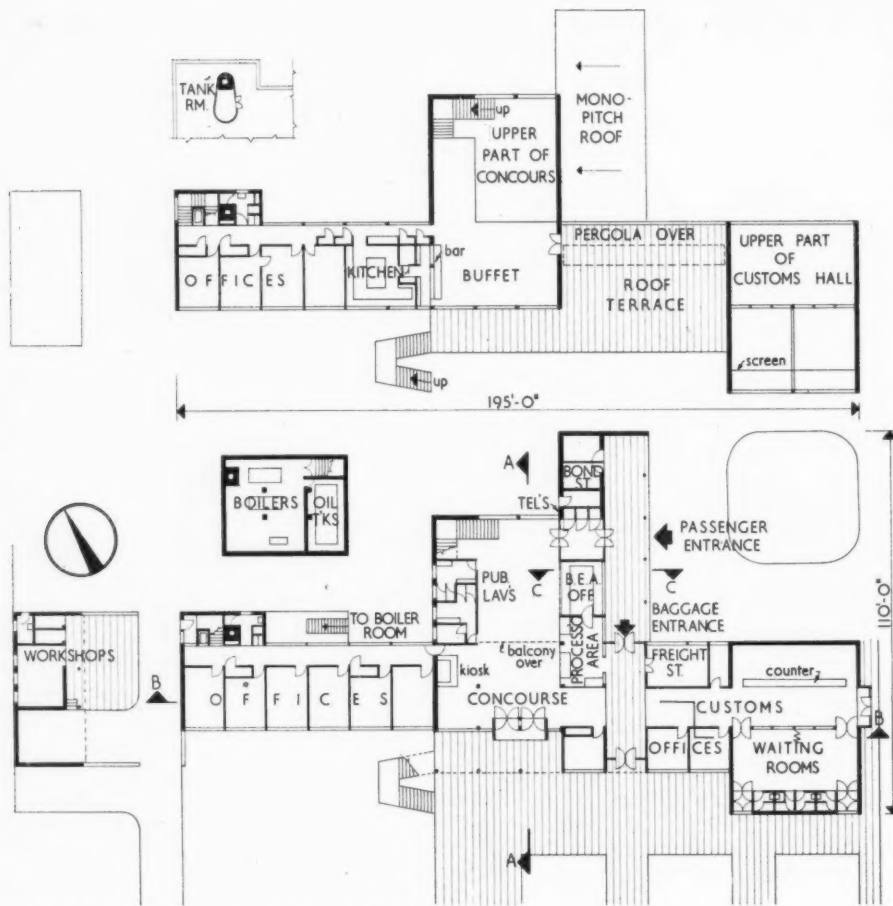 TANK
RM.
up
UPPER
PART OF
CONCOURS
MONO-
PITCH
ROOF
OFFICES
KITCHEN
bar
BUFFET
PERGOLA OVER
ROOF
TERRACE
UPPER PART
OF
CUSTOMS HALL
screen
up
195'-0"
BOILERS
OIL
T'KS
A
BOND
ST.
TEL'S
PASSENGER
ENTRANCE
PUB.
LAV'S
C
B.E.A
OFF
C
BAGGAGE
ENTRANCE
110'-0"
TO BOILER
ROOM
WORKSHOPS
B
OFFICES
kiosk
balcony
over
PROCESS'G
AREA
CONCOURSE
FREIGHT
ST.
counter
CUSTOMS
B
OFFICES
WAITING
ROOMS
A